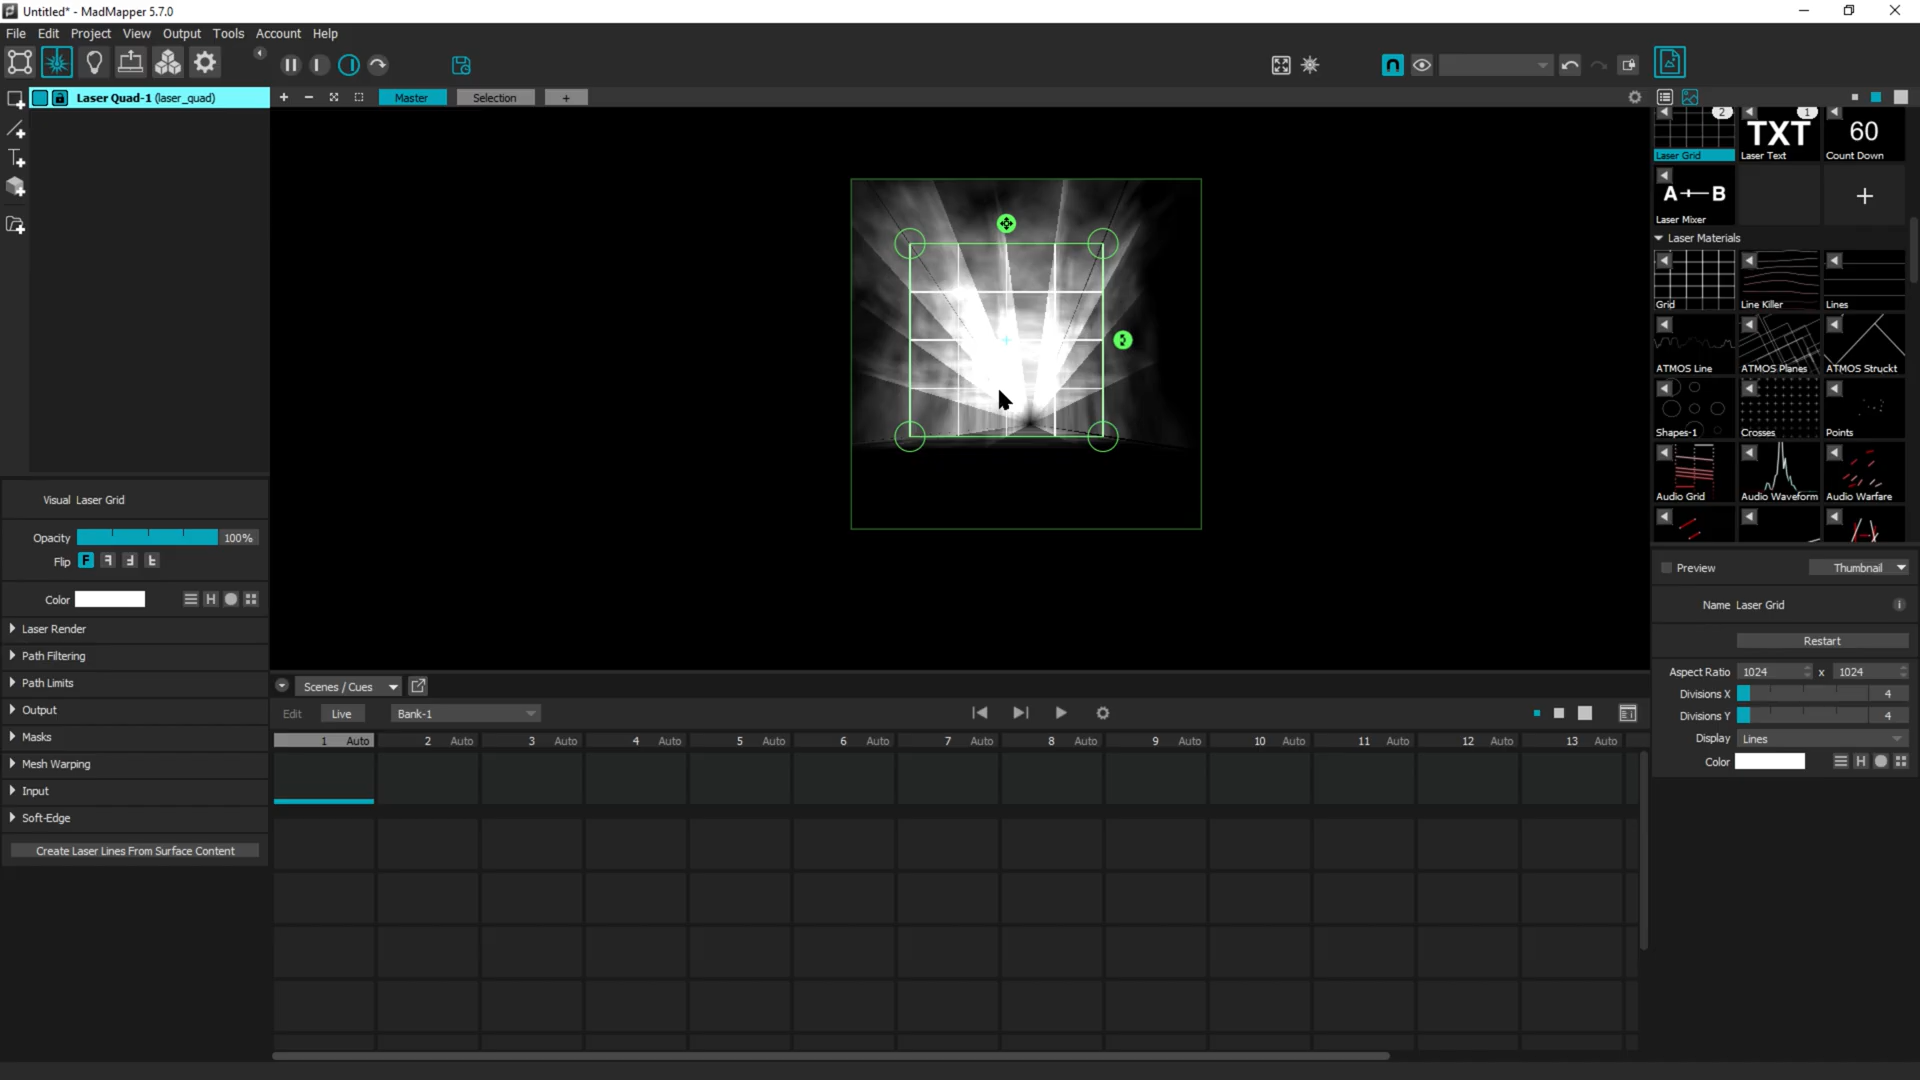 Untitled* - MadMapper 5.7.0
File Edit Project View Output Tools Account Help
Laser Quad-1 (laser_quad)
Master Selection +
2 TXT 1 60
Laser Grid Laser Text Count Down
A B +
Laser Mixer
Laser Materials
Grid Line Killer Lines
ATMOS Line ATMOS Planes ATMOS Struckt
Shapes-1 Crosses Points
Audio Grid Audio Waveform Audio Warfare
Visual Laser Grid
Opacity 100%
Flip F
Color H
Laser Render
Path Filtering
Path Limits
Output
Masks
Mesh Warping
Input
Soft-Edge
Create Laser Lines From Surface Content
Scenes / Cues
Edit Live Bank-1
1 Auto 2 Auto 3 Auto 4 Auto 5 Auto 6 Auto 7 Auto 8 Auto 9 Auto 10 Auto 11 Auto 12 Auto 13 Auto
Preview Thumbnail
Name Laser Grid i
Restart
Aspect Ratio 1024 x 1024
Divisions X 4
Divisions Y 4
Display Lines
Color H